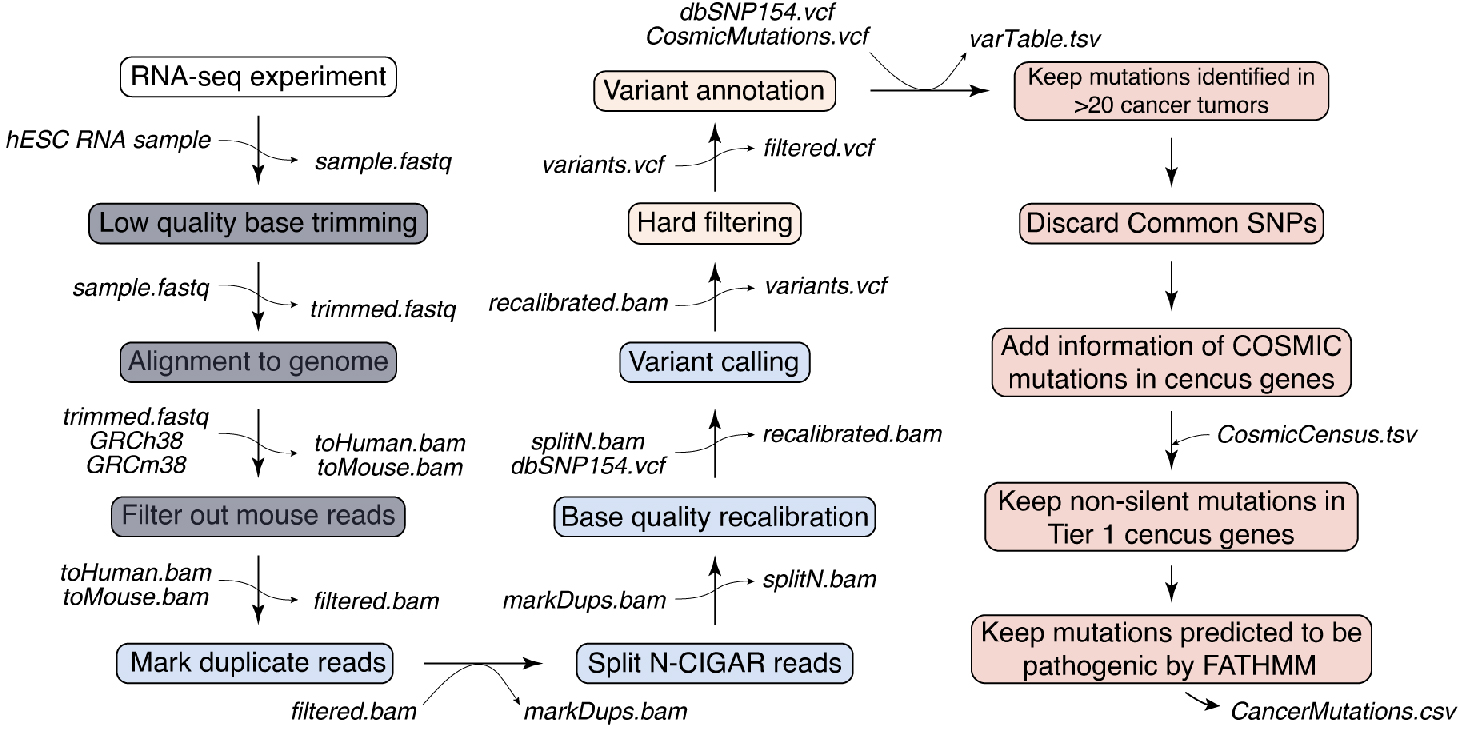 RNA-seq experiment
hESC RNA sample
sample.fastq
Low quality base trimming
sample.fastq
trimmed.fastq
Alignment to genome
trimmed.fastq
GRCh38
GRCm38
toHuman.bam
toMouse.bam
Filter out mouse reads
toHuman.bam
toMouse.bam
filtered.bam
Mark duplicate reads
filtered.bam
markDups.bam
Split N-CIGAR reads
markDups.bam
splitN.bam
Base quality recalibration
splitN.bam
dbSNP154.vcf
recalibrated.bam
Variant calling
recalibrated.bam
variants.vcf
Hard filtering
variants.vcf
filtered.vcf
Variant annotation
dbSNP154.vcf
CosmicMutations.vcf
varTable.tsv
Keep mutations identified in
>20 cancer tumors
Discard Common SNPs
Add information of COSMIC
mutations in cencus genes
CosmicCensus.tsv
Keep non-silent mutations in
Tier 1 cencus genes
Keep mutations predicted to be
pathogenic by FATHMM
CancerMutations.csv